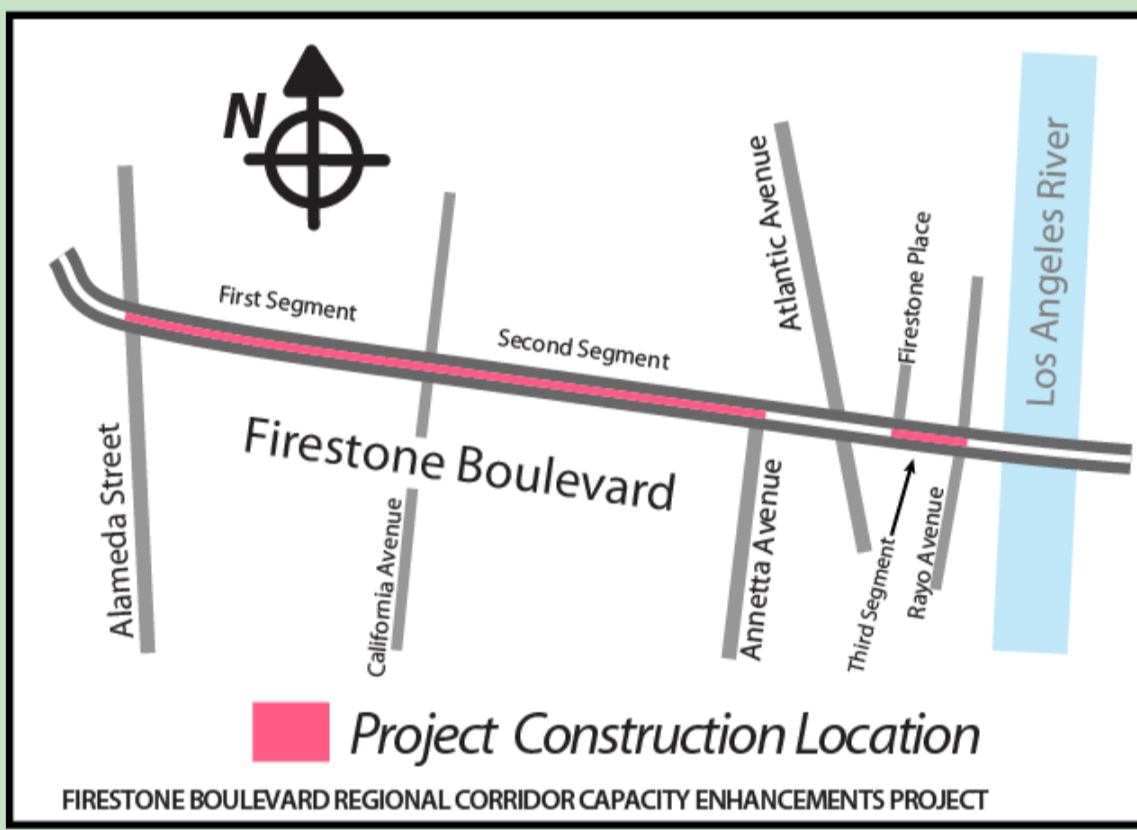 N
First Segment
Second Segment
Atlantic Avenue
Firestone Place
Los Angeles River
Firestone Boulevard
Alameda Street
California Avenue
Annetta Avenue
Third Segment
Rayo Avenue
Project Construction Location
FIRESTONE BOULEVARD REGIONAL CORRIDOR CAPACITY ENHANCEMENTS PROJECT